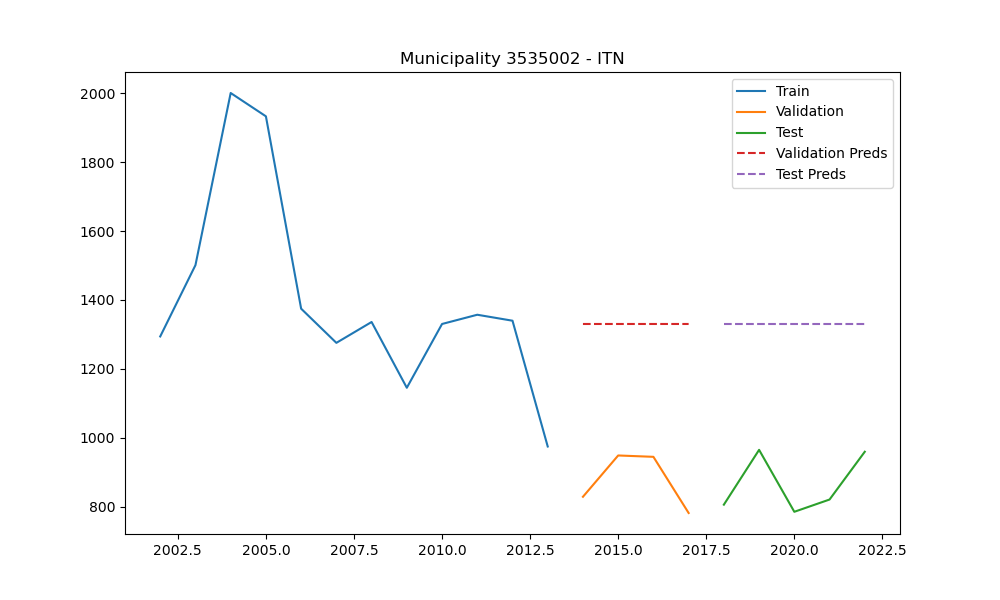 Municipality 3535002 - ITN
Train
Validation
Test
Validation Preds
Test Preds
2000
1800
1600
1400
1200
1000
800
2002.5 2005.0 2007.5 2010.0 2012.5 2015.0 2017.5 2020.0 2022.5